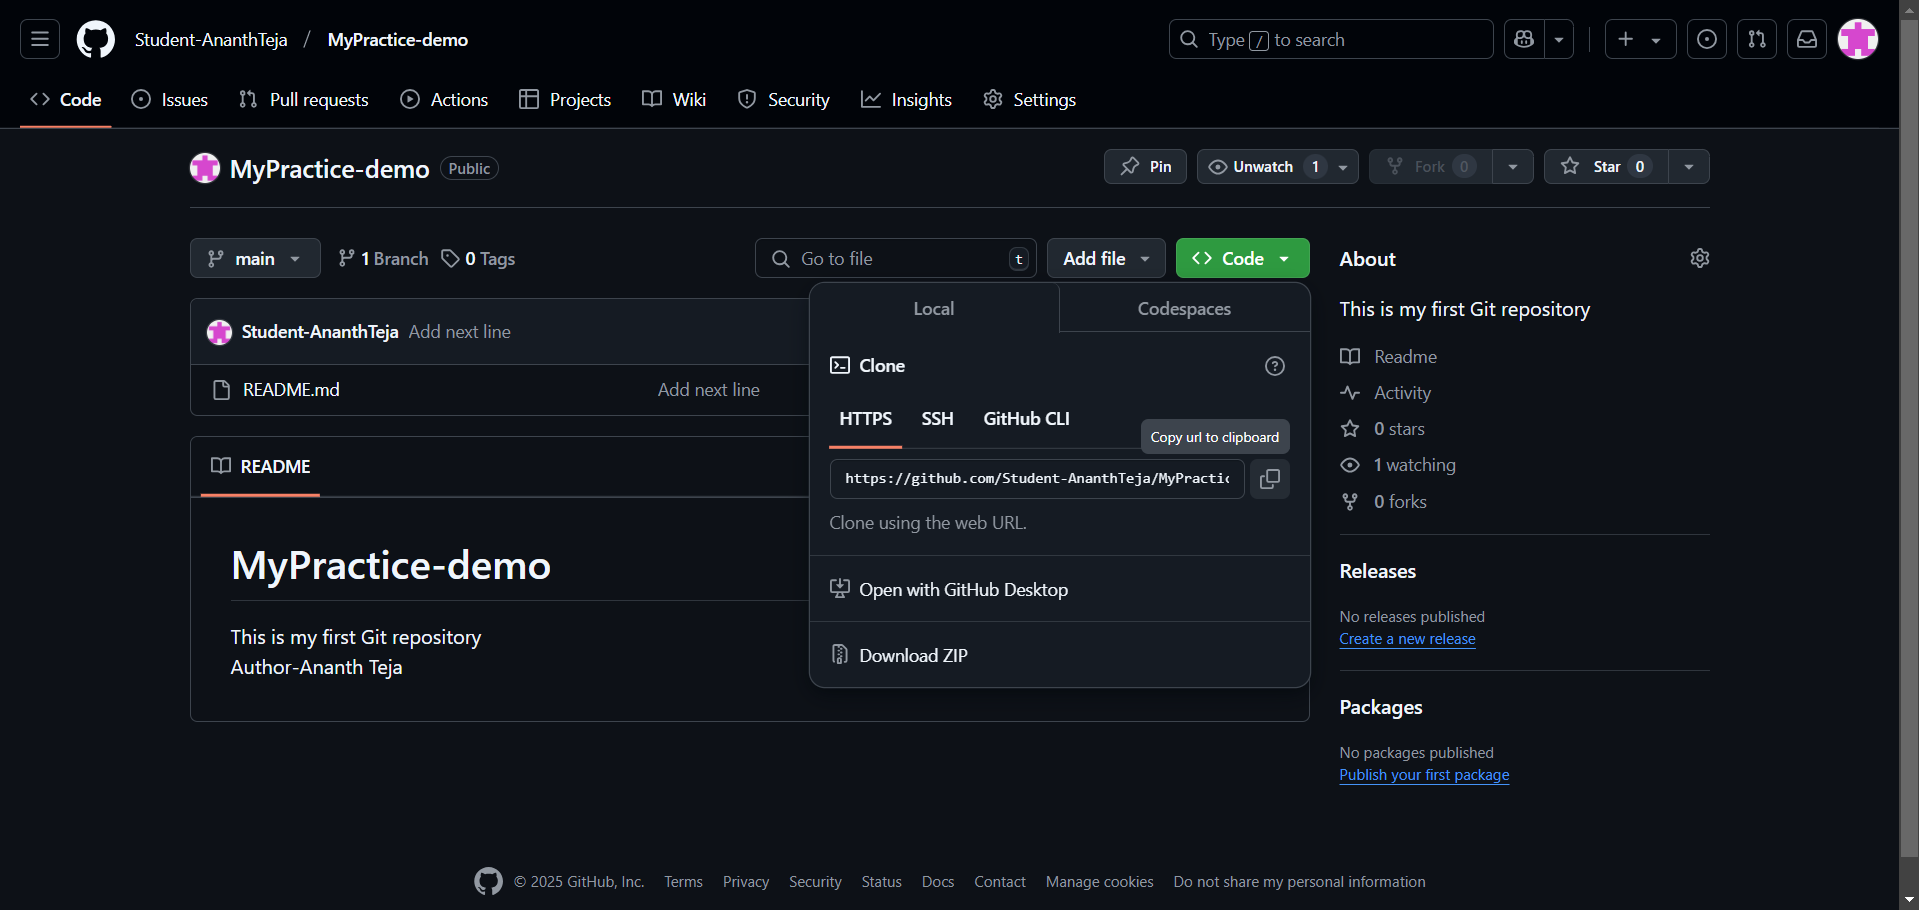 Student-AnanthTeja / MyPractice-demo
Type / to search
Code Issues Pull requests Actions Projects Wiki Security Insights Settings
MyPractice-demo Public
Pin Unwatch 1 Fork 0 Star 0
main 1 Branch 0 Tags Go to file t Add file Code
Student-AnanthTeja Add next line
README.md Add next line
README
MyPractice-demo
This is my first Git repository
Author-Ananth Teja
Local Codespaces
Clone
HTTPS SSH GitHub CLI
Copy url to clipboard
https://github.com/Student-AnanthTeja/MyPractic
Clone using the web URL.
Open with GitHub Desktop
Download ZIP
About
This is my first Git repository
Readme
Activity
0 stars
1 watching
0 forks
Releases
No releases published
Create a new release
Packages
No packages published
Publish your first package
© 2025 GitHub, Inc. Terms Privacy Security Status Docs Contact Manage cookies Do not share my personal information